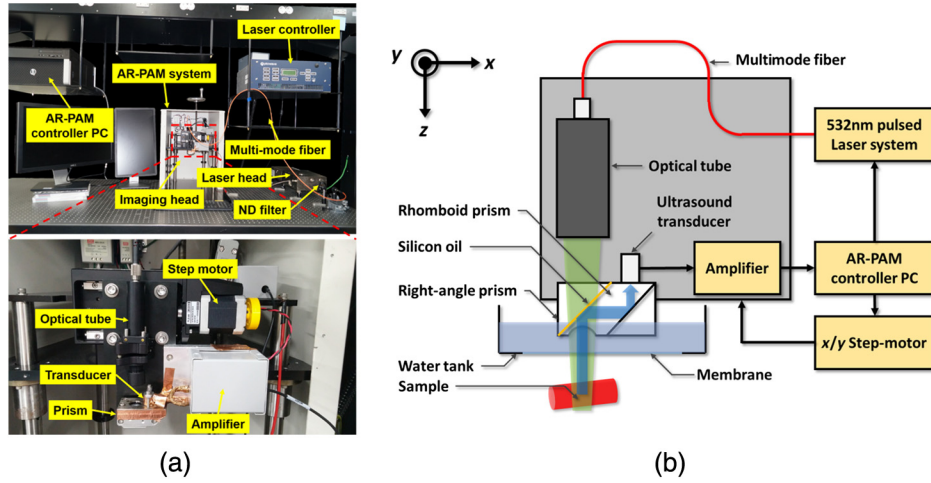 Laser controller
AR-PAM system
AR-PAM
controller PC
Multi-mode fiber
Laser head
Imaging head
ND filter
Step motor
Optical tube
Transducer
Prism
Amplifier
(a)
y
x
z
Multimode fiber
532nm pulsed
Laser system
Optical tube
Ultrasound
transducer
Rhomboid prism
Silicon oil
Right-angle prism
Amplifier
AR-PAM
controller PC
x/y Step-motor
Water tank
Sample
Membrane
(b)